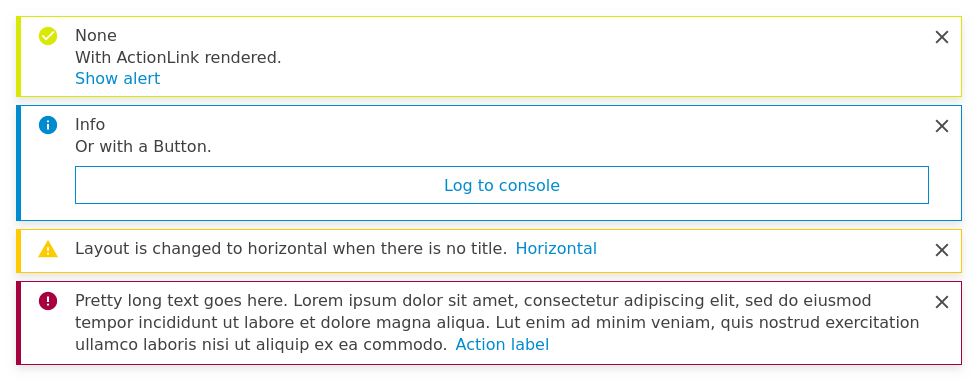 None
With ActionLink rendered.
Show alert
Info
Or with a Button.
Log to console
Layout is changed to horizontal when there is no title. Horizontal
Pretty long text goes here. Lorem ipsum dolor sit amet, consectetur adipiscing elit, sed do eiusmod
tempor incididunt ut labore et dolore magna aliqua. Lut enim ad minim veniam, quis nostrud exercitation
ullamco laboris nisi ut aliquip ex ea commodo. Action label